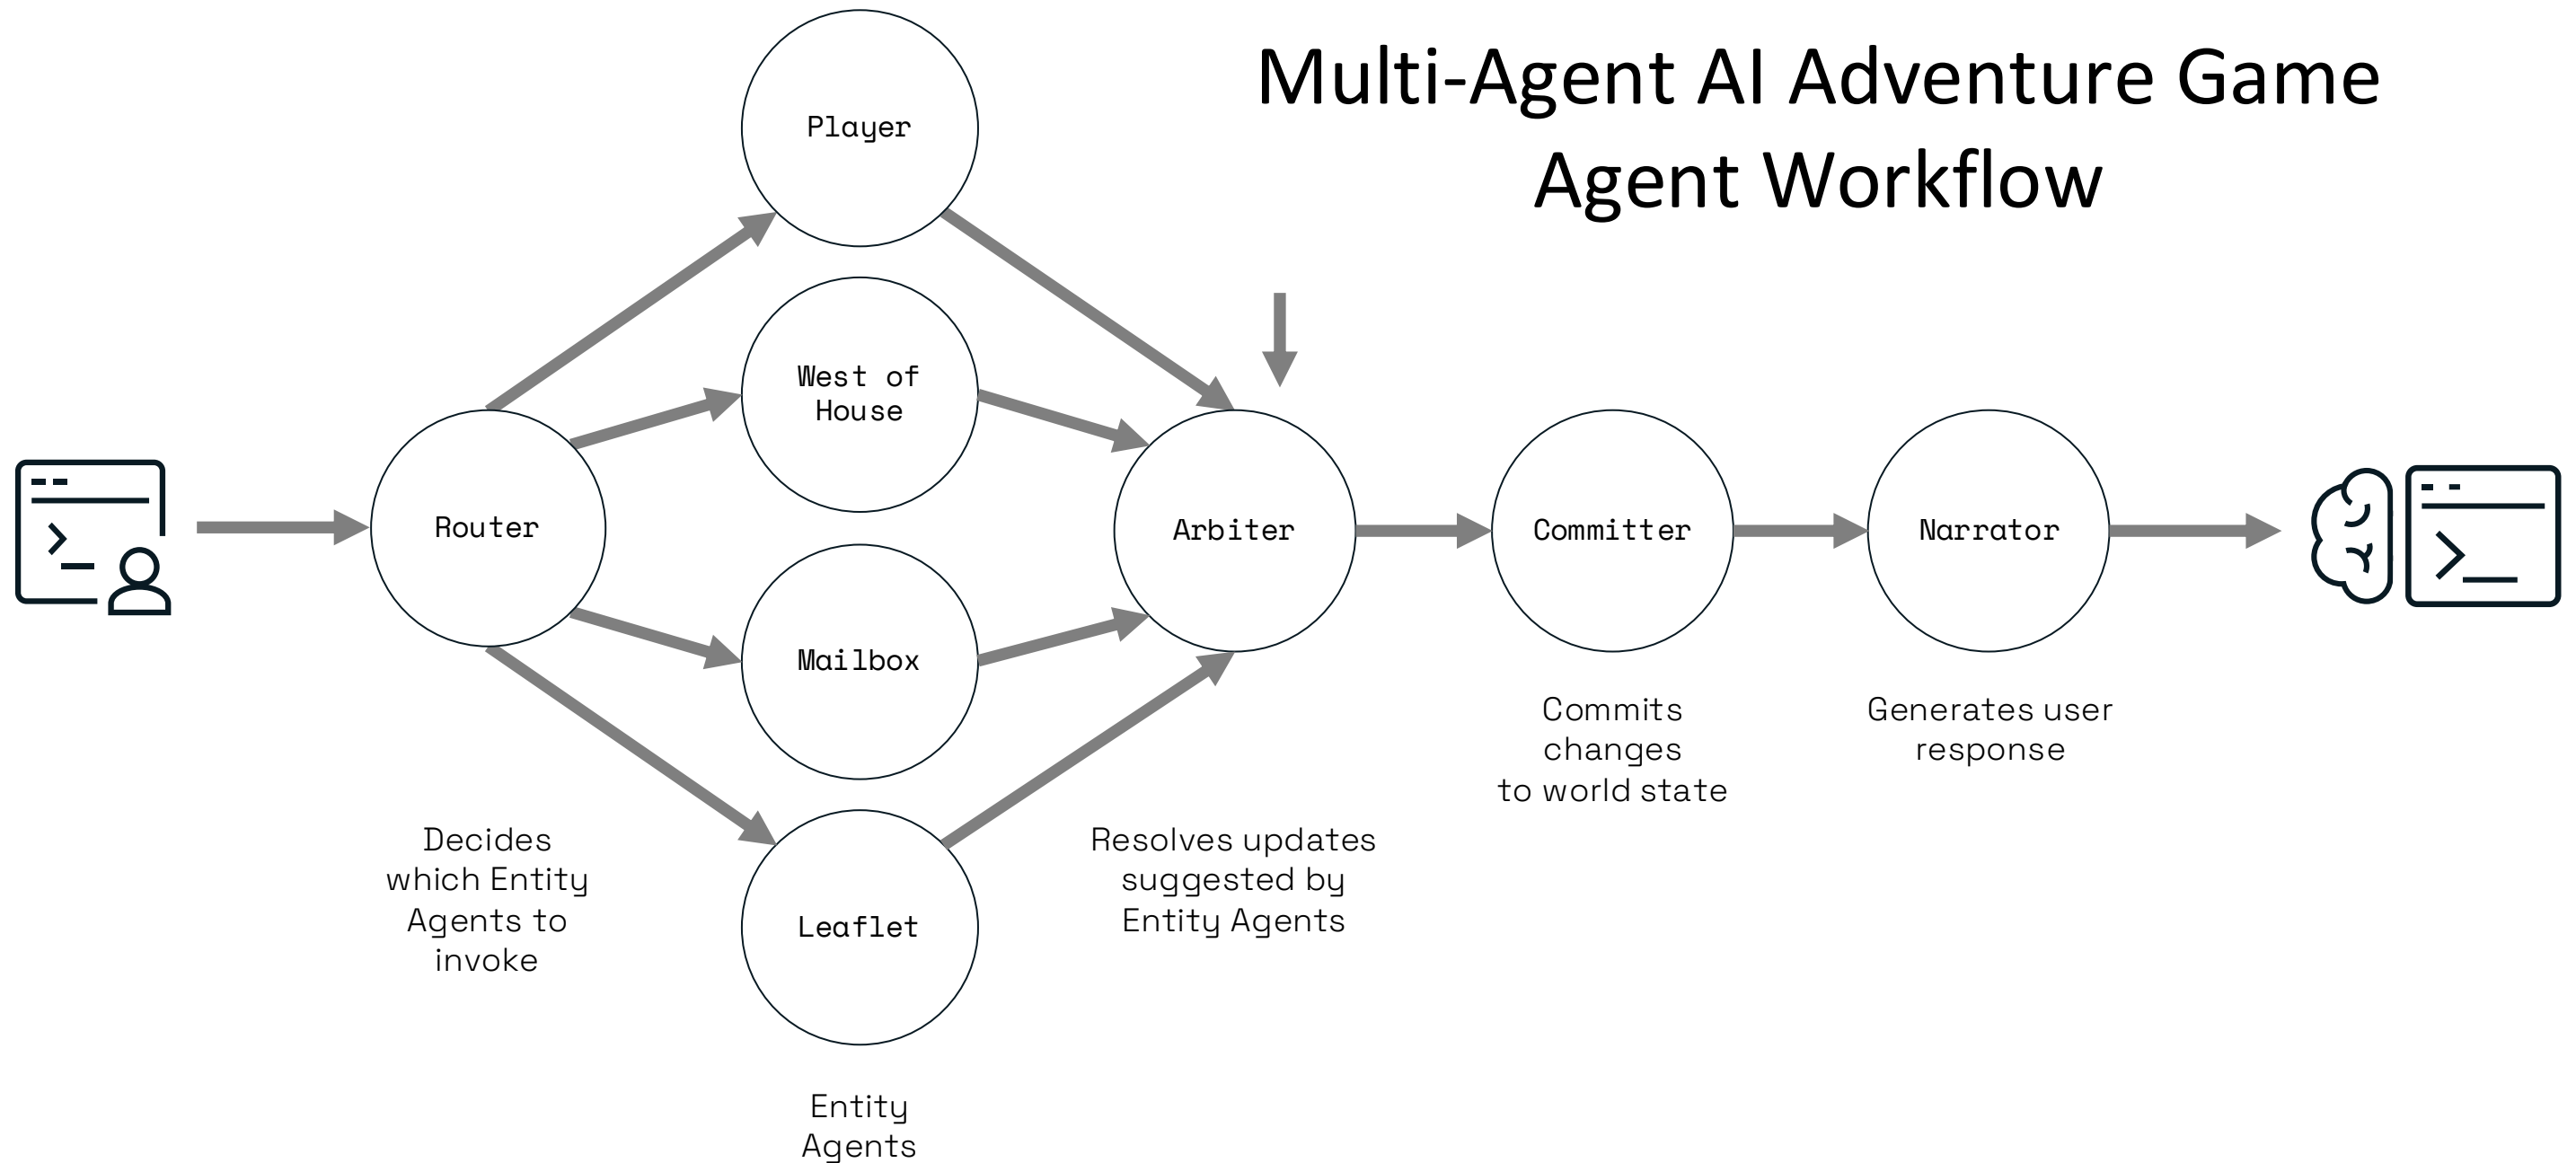 Multi-Agent AI Adventure Game
Agent Workflow
Player
West of
House
Router
Mailbox
Leaflet
Arbiter
Committer
Narrator
Decides
which Entity
Agents to
invoke
Entity
Agents
Resolves updates
suggested by
Entity Agents
Commits
changes
to world state
Generates user
response